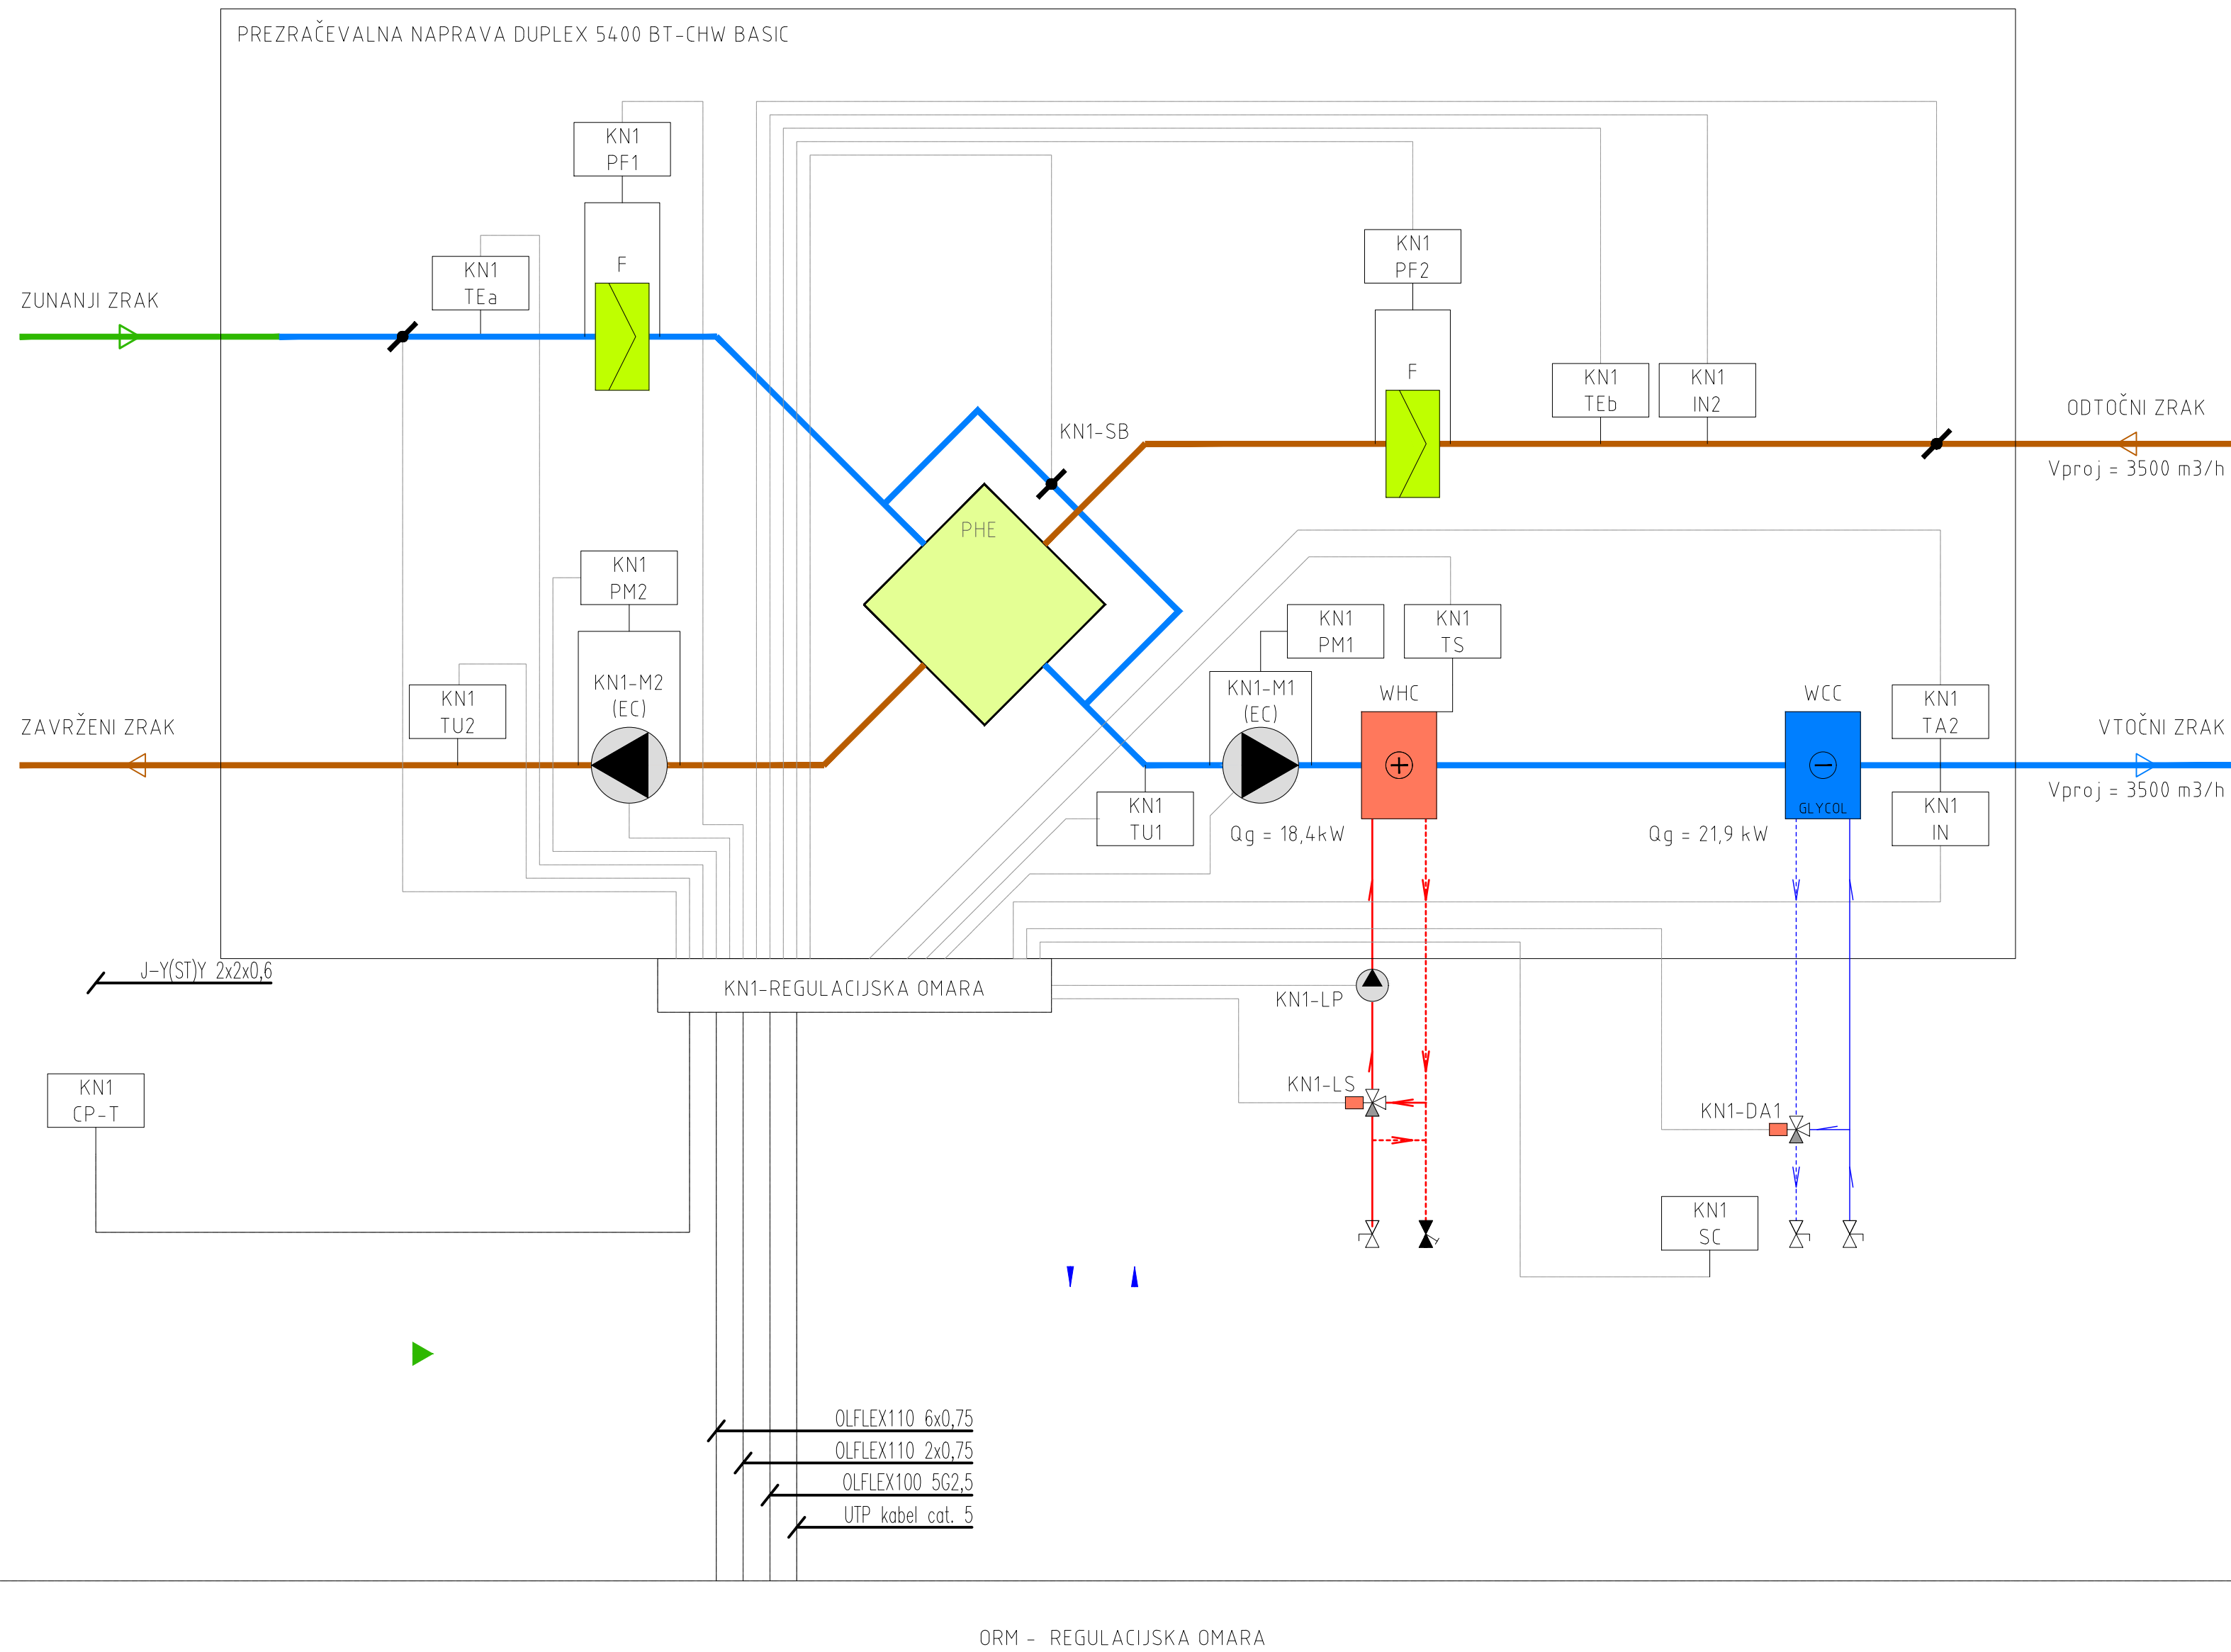 PREZRAČEVALNA NAPRAVA DUPLEX 5400 BT-CHW BASIC
KN1
PF1
KN1
PF2
KN1
TEa
F
ZUNANJI ZRAK
F
KN1
TEb
KN1
IN2
ODTOČNI ZRAK
Vproj = 3500 m3/h
KN1-SB
PHE
KN1
PM2
KN1
PM1
KN1
TS
KN1-M2
(EC)
KN1-M1
(EC)
WHC
WCC
KN1
TU2
KN1
TA2
ZAVRŽENI ZRAK
VTOČNI ZRAK
Vproj = 3500 m3/h
KN1
TU1
GLYCOL
KN1
IN
Qg = 18,4kW
Qg = 21,9 kW
J-Y(ST)Y 2x2x0,6
KN1-REGULACIJSKA OMARA
KN1-LP
KN1
CP-T
KN1-LS
KN1-DA1
KN1
SC
OLFLEX110 6x0,75
OLFLEX110 2x0,75
OLFLEX100 5G2,5
UTP kabel cat. 5
ORM - REGULACIJSKA OMARA